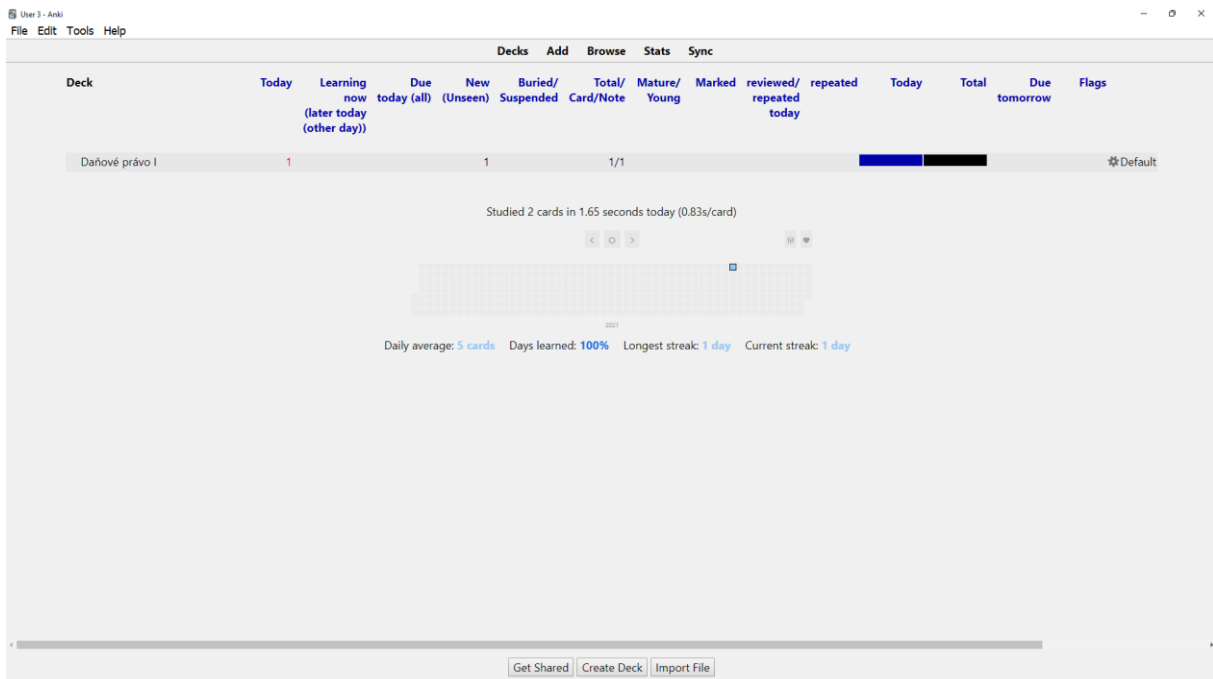 User 3 - Anki
File Edit Tools Help
Decks Add Browse Stats Sync
Deck Today Learning Due New Buried/ Total/ Mature/ Marked reviewed/ repeated Today Total Due Flags
now today (all) (Unseen) Suspended Card/Note Young repeated tomorrow
(later today today
(other day))
Daňové právo I 1 1 1/1 Default
Studied 2 cards in 1.65 seconds today (0.83s/card)
2021
Daily average: 5 cards Days learned: 100% Longest streak: 1 day Current streak: 1 day
Get Shared Create Deck Import File